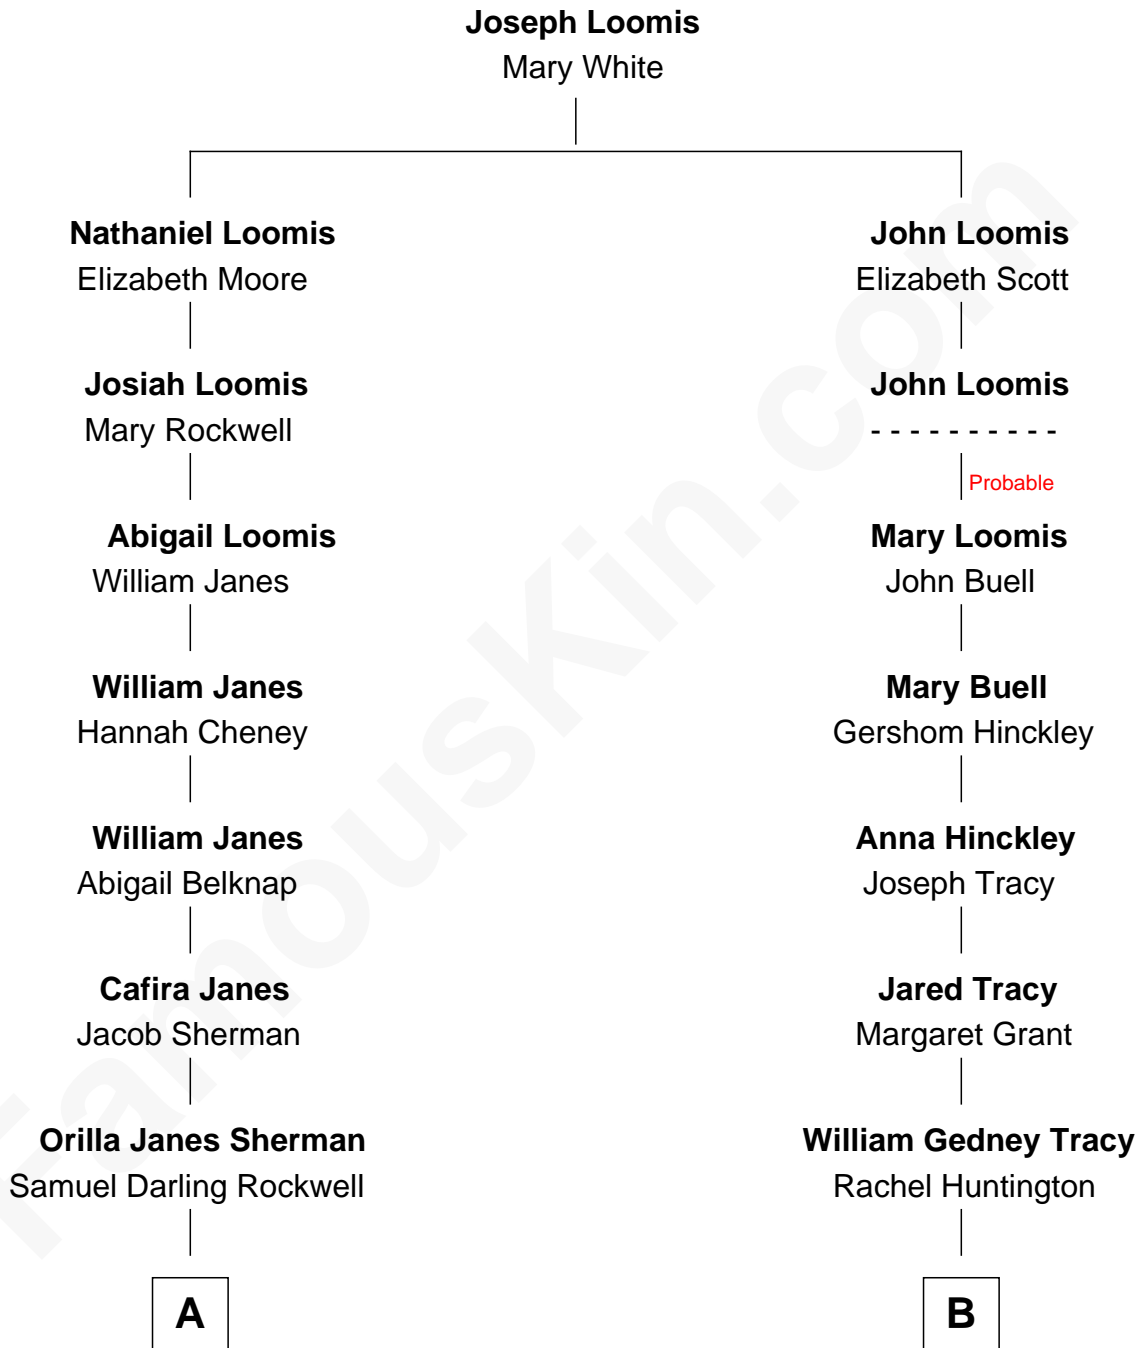 Joseph Loomis
Mary White
Nathaniel Loomis
Elizabeth Moore
Josiah Loomis
Mary Rockwell
Abigail Loomis
William Janes
William Janes
Hannah Cheney
William Janes
Abigail Belknap
Cafira Janes
Jacob Sherman
Orilla Janes Sherman
Samuel Darling Rockwell
A
John Loomis
Elizabeth Scott
John Loomis
- - - - - - - - - -
Probable
Mary Loomis
John Buell
Mary Buell
Gershom Hinckley
Anna Hinckley
Joseph Tracy
Jared Tracy
Margaret Grant
William Gedney Tracy
Rachel Huntington
B
FamousKin.com